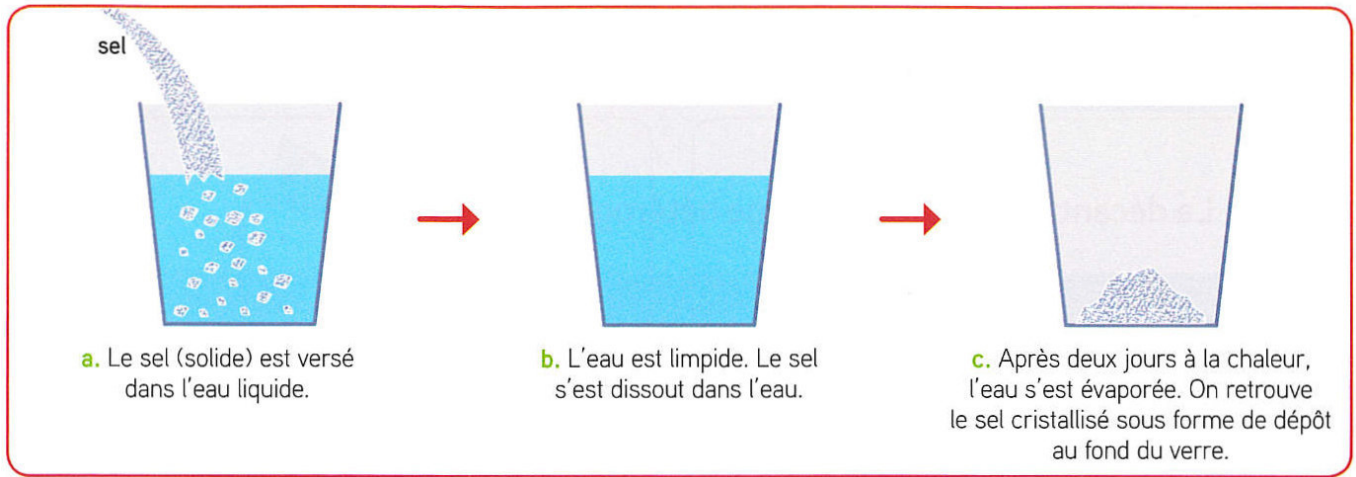 sel
a. Le sel (solide) est versé
dans l'eau liquide.
b. L'eau est limpide. Le sel
s'est dissout dans l'eau.
c. Après deux jours à la chaleur,
l'eau s'est évaporée. On retrouve
le sel cristallisé sous forme de dépôt
au fond du verre.